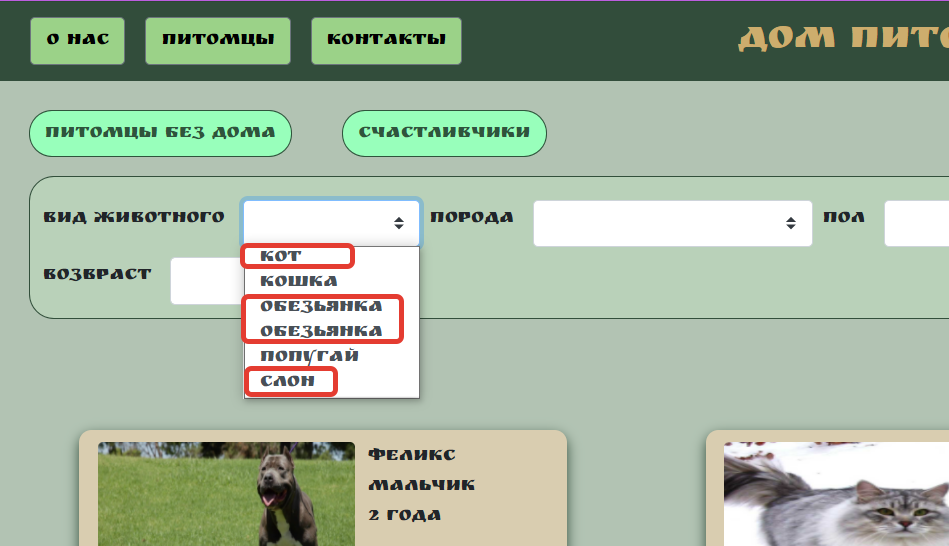 О НАС
ПИТОМЦЫ
КОНТАКТЫ
ДОМ ПИТО
ПИТОМЦЫ БЕЗ ДОМА
СЧАСТЛИВЧИКИ
ВИД ЖИВОТНОГО
ПОРОДА
ПОЛ
ВОЗВРАСТ
КОТ
КОШКА
ОБЕЗЬЯНКА
ОБЕЗЬЯНКА
ПОПУГАЙ
СЛОН
ФЕЛИКС
МАЛЬЧИК
2 ГОДА